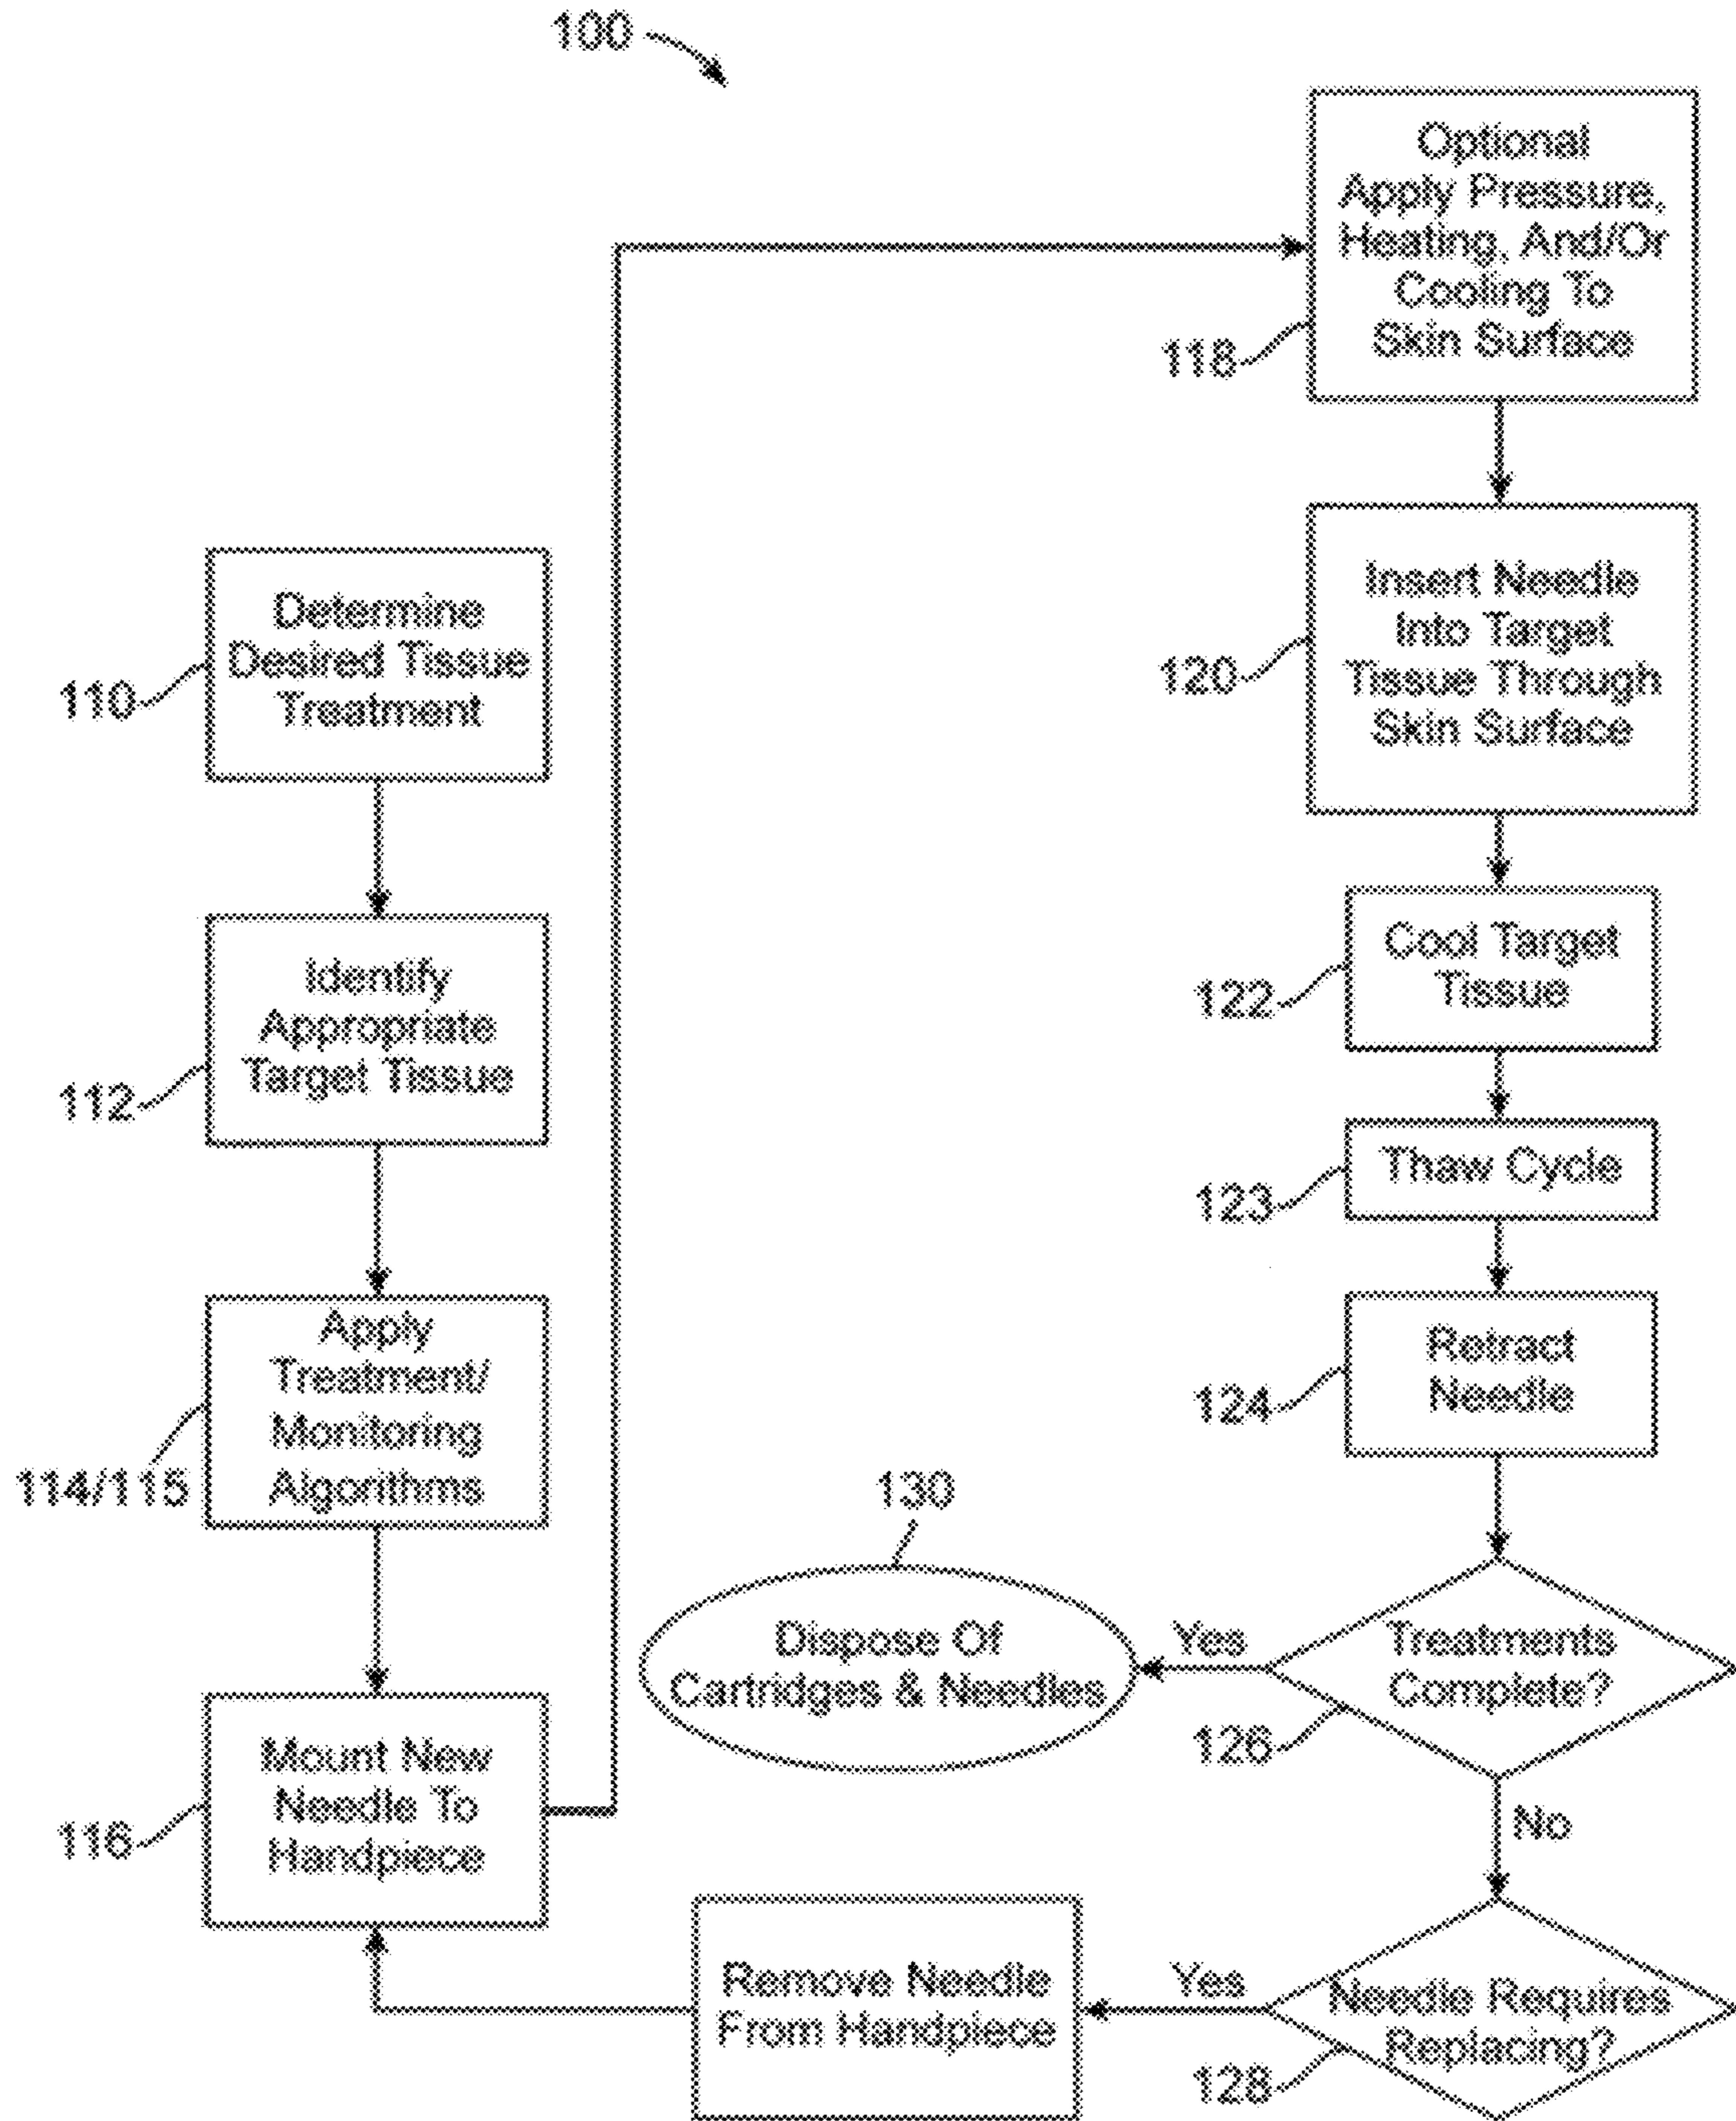 100
Determine
Desired Tissue
Treatment
110
Identify
Appropriate
Target Tissue
112
Apply
Treatment/
Monitoring
Algorithms
114/115
Mount New
Needle To
Handpiece
116
Optional
Apply Pressure,
Heating, And/Or
Cooling To
Skin Surface
118
Insert Needle
Into Target
Tissue Through
Skin Surface
120
Cool Target
Tissue
122
Thaw Cycle
123
Retract
Needle
124
Treatments
Complete?
126
Yes
130
Dispose Of
Cartridges & Needles
No
Needle Requires
Replacing?
128
Yes
Remove Needle
From Handpiece